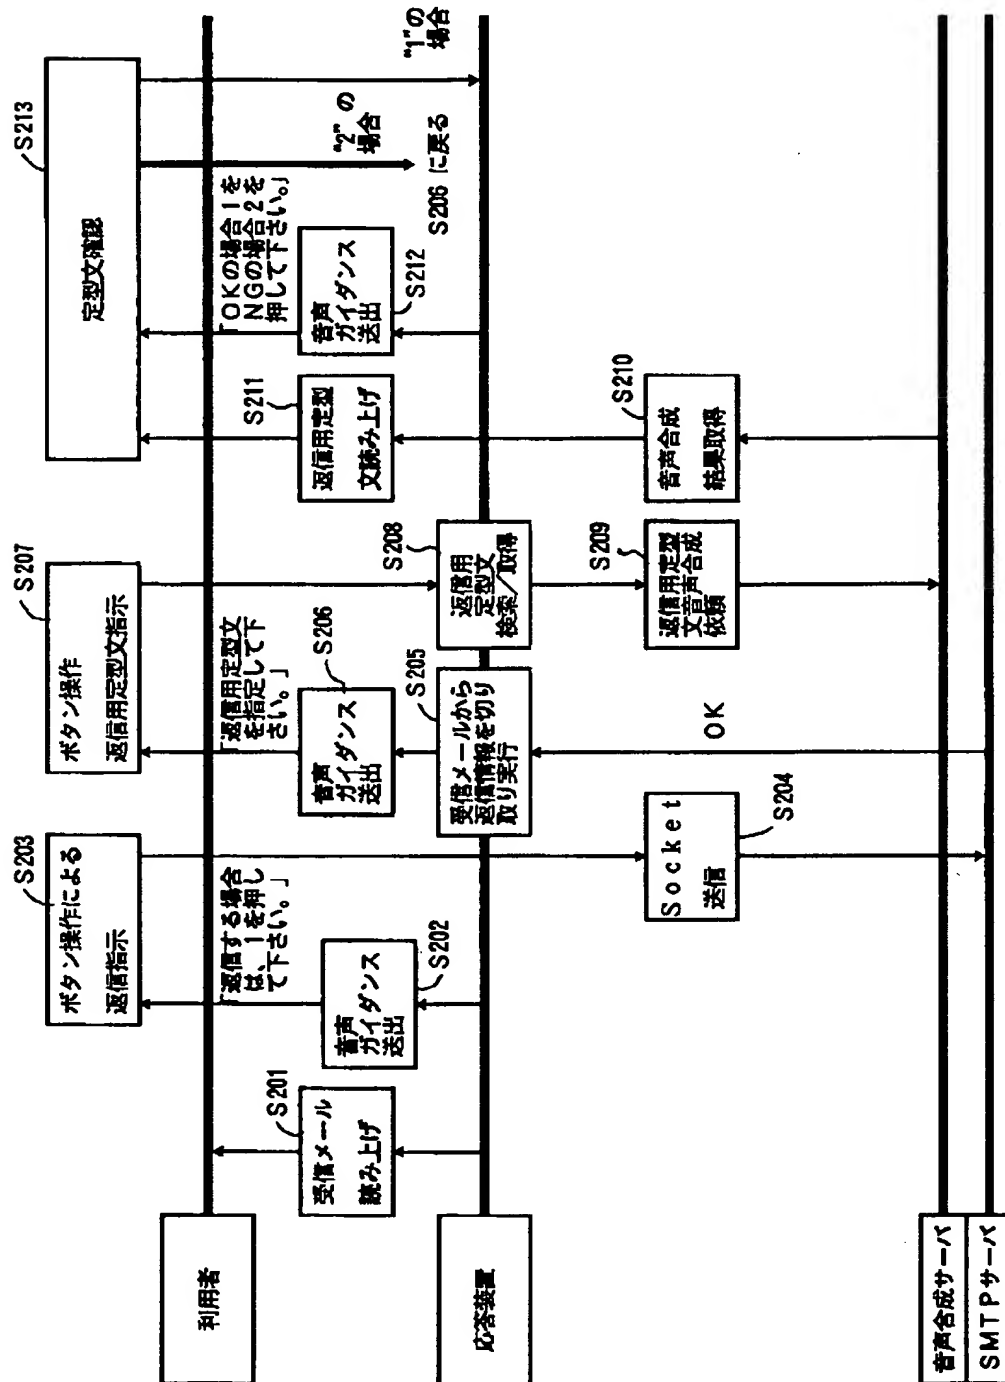 利用者
応答装置
音声合成サーバ
SMTPサーバ
S201
受信メール
読み上げ
S202
音声
ガイダンス
送出
「返信する場合
は、1を押し
て下さい。」
S203
ボタン操作による
返信指示
S204
Socket
送信
OK
S205
受信メールから
返信情報を切り
取り実行
S206
音声
ガイダンス
送出
「返信用定型文
を指定して下
さい。」
S207
ボタン操作
返信用定型文指示
S208
返信用
定型文
検索/取得
S209
返信用定型
文音声合成
依頼
S210
音声合成
結果取得
S211
返信用定型
文読み上げ
S212
音声
ガイダンス
送出
「OKの場合1を
NGの場合2を
押して下さい。」
S213
定型文確認
"2"の
場合
S206に戻る
"1"の
場合